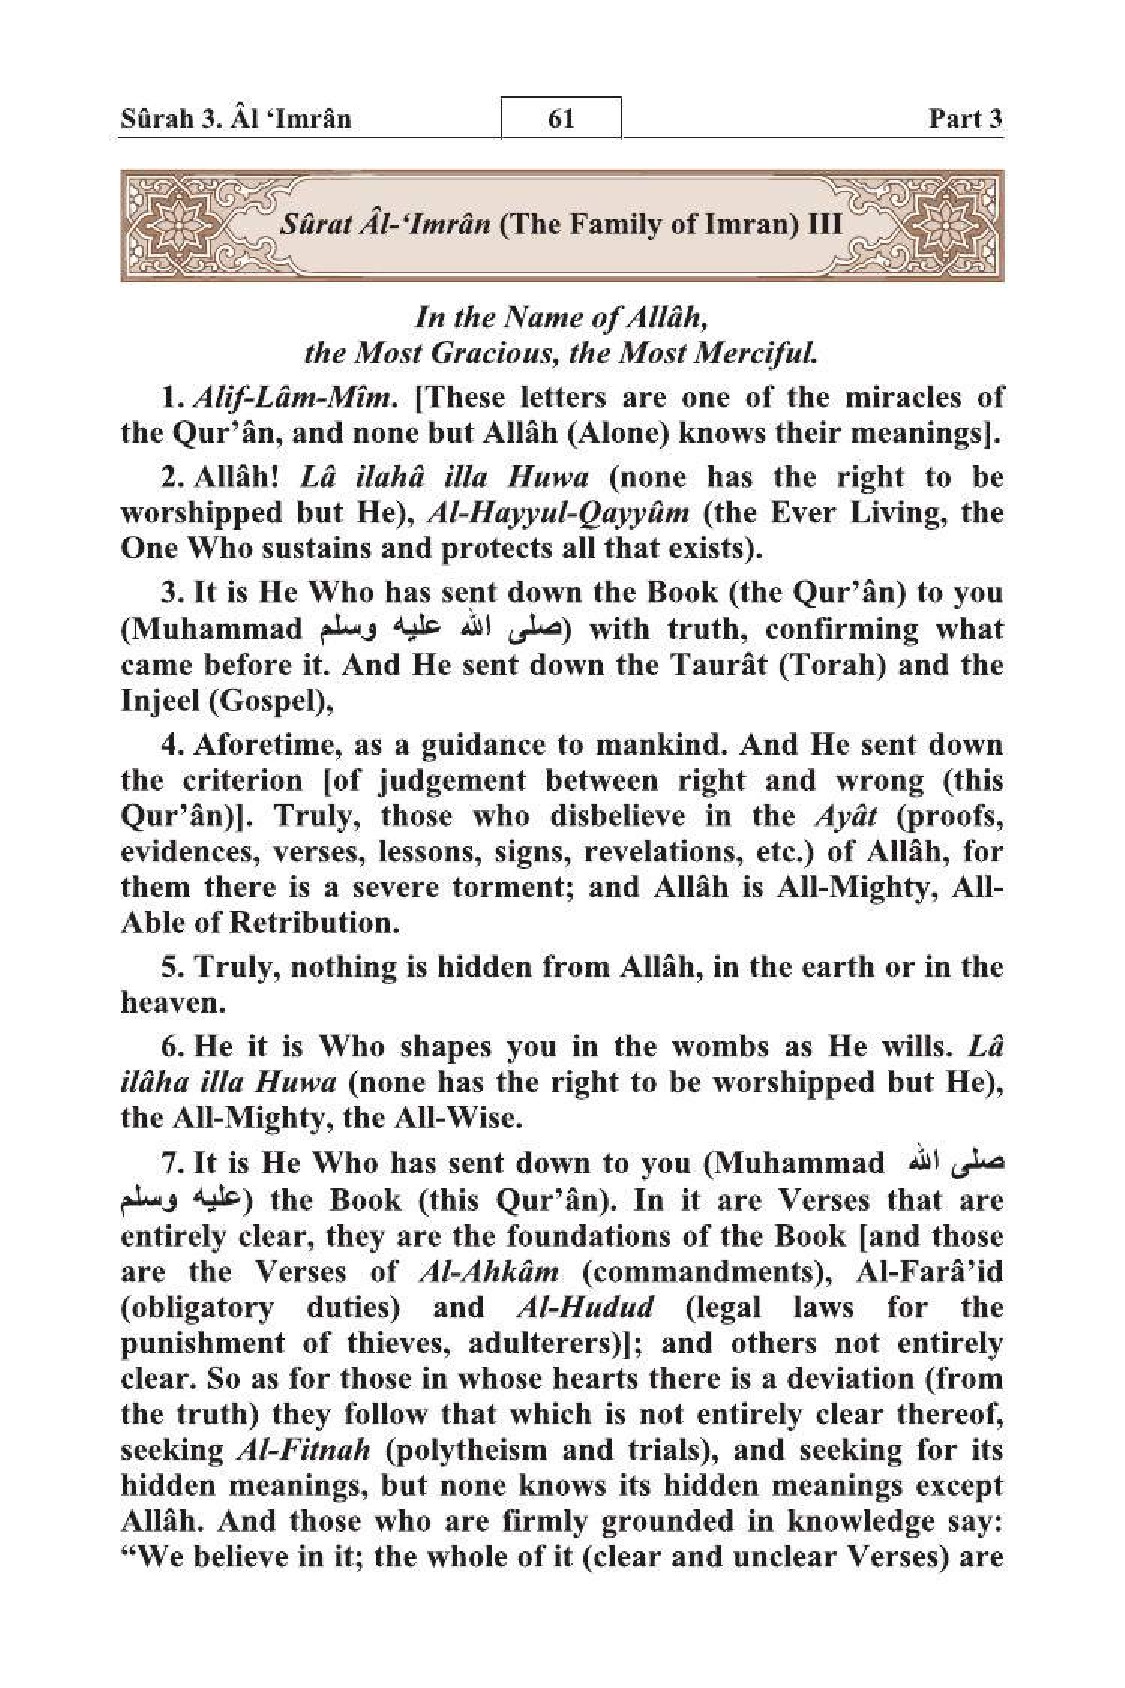 Sûrah 3. Âl ‘Imrân 61 Part 3
Sûrat Âl-‘Imrân (The Family of Imran) III
In the Name of Allâh,
the Most Gracious, the Most Merciful.
1. Alif-Lâm-Mîm. [These letters are one of the miracles of
the Qur’ân, and none but Allâh (Alone) knows their meanings].
2. Allâh! Lâ ilahâ illa Huwa (none has the right to be
worshipped but He), Al-Hayyul-Qayyûm (the Ever Living, the
One Who sustains and protects all that exists).
3. It is He Who has sent down the Book (the Qur’ân) to you
(Muhammad صلى الله عليه وسلم) with truth, confirming what
came before it. And He sent down the Taurât (Torah) and the
Injeel (Gospel),
4. Aforetime, as a guidance to mankind. And He sent down
the criterion [of judgement between right and wrong (this
Qur’ân)]. Truly, those who disbelieve in the Ayât (proofs,
evidences, verses, lessons, signs, revelations, etc.) of Allâh, for
them there is a severe torment; and Allâh is All-Mighty, All-
Able of Retribution.
5. Truly, nothing is hidden from Allâh, in the earth or in the
heaven.
6. He it is Who shapes you in the wombs as He wills. Lâ
ilâha illa Huwa (none has the right to be worshipped but He),
the All-Mighty, the All-Wise.
7. It is He Who has sent down to you (Muhammad صلى الله
عليه وسلم) the Book (this Qur’ân). In it are Verses that are
entirely clear, they are the foundations of the Book [and those
are the Verses of Al-Ahkâm (commandments), Al-Farâ’id
(obligatory duties) and Al-Hudud (legal laws for the
punishment of thieves, adulterers)]; and others not entirely
clear. So as for those in whose hearts there is a deviation (from
the truth) they follow that which is not entirely clear thereof,
seeking Al-Fitnah (polytheism and trials), and seeking for its
hidden meanings, but none knows its hidden meanings except
Allâh. And those who are firmly grounded in knowledge say:
“We believe in it; the whole of it (clear and unclear Verses) are